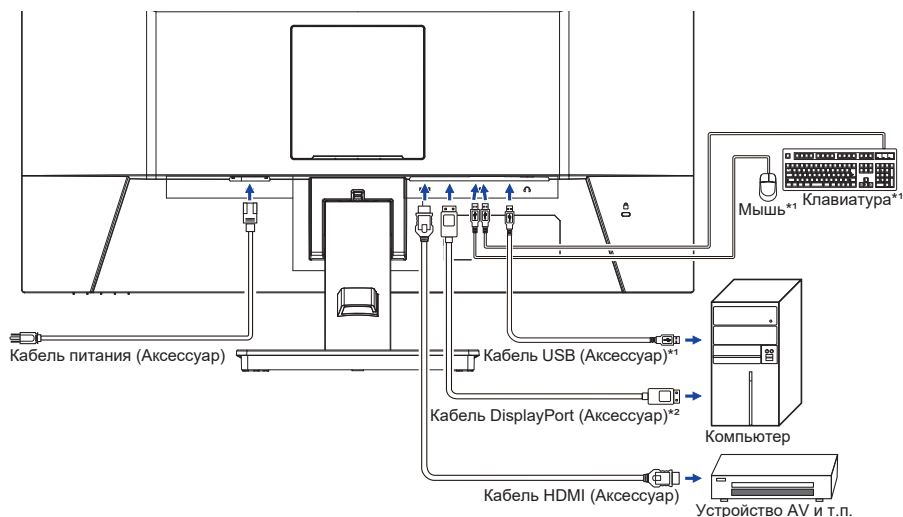 Мышь*¹
Клавиатура*¹
Кабель питания (Аксессуар)
Кабель USB (Аксессуар)*¹
Кабель DisplayPort (Аксессуар)*²
Компьютер
Кабель HDMI (Аксессуар)
Устройство AV и т.п.